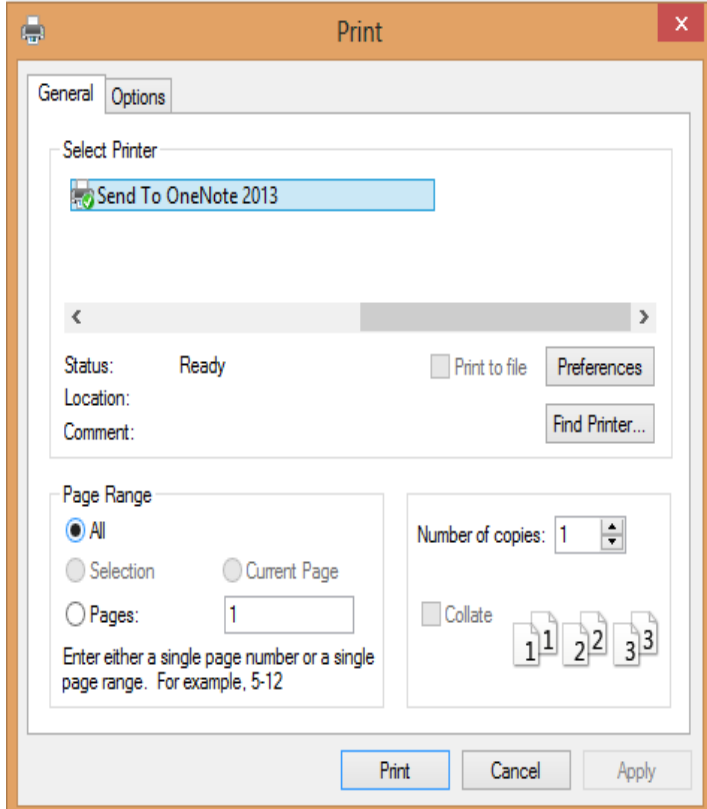 Print
x
General
Options
Select Printer
Send To OneNote 2013
Status: Ready
Print to file
Preferences
Location:
Comment:
Find Printer...
Page Range
All
Selection
Current Page
Pages: 1
Enter either a single page number or a single
page range. For example, 5-12
Number of copies: 1
Collate
1 1 2 2 3 3
Print
Cancel
Apply